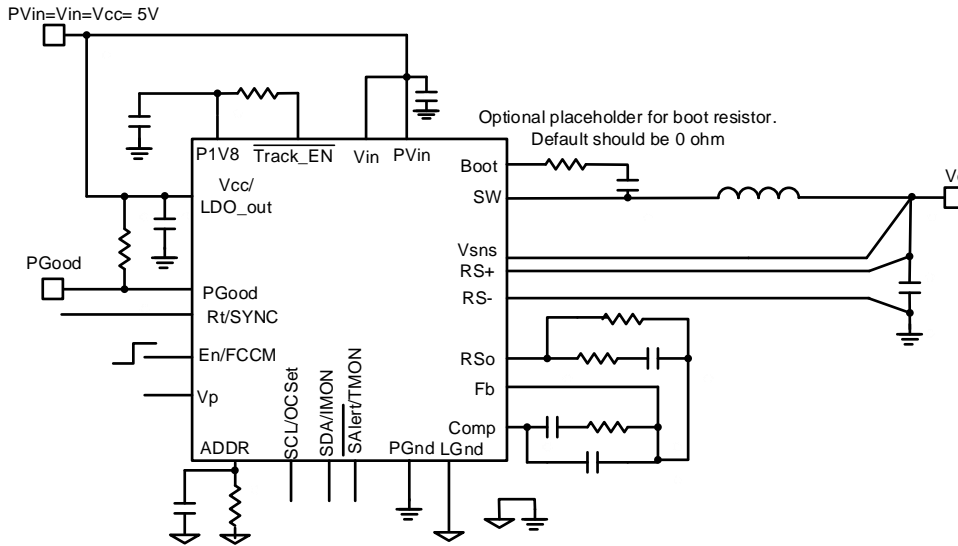 PVin=Vin=Vcc= 5V
Optional placeholder for boot resistor.
Default should be 0 ohm
P1V8
Track_EN
Vin
PVin
Boot
Vcc/
LDO_out
SW
Vsns
RS+
RS-
PGood
PGood
Rt/SYNC
En/FCCM
Vp
RSo
Fb
Comp
ADDR
SCL/OCSet
SDA/IMON
SAlert/TMON
PGnd
LGnd